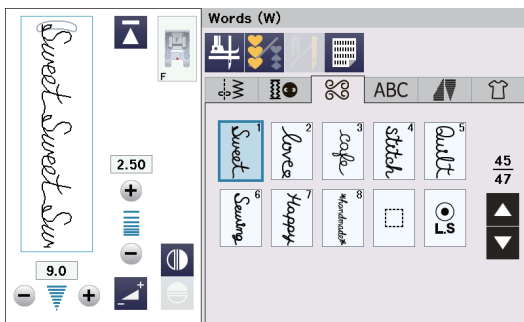 Words (W)
F
ABC
Sweet Sweet Sew
2.50
9.0
1 Sweet
2 love
3 cafe
4 Stitch
5 Quilt
45
47
6 Sewing
7 Happy
8 *handmade*
L.S